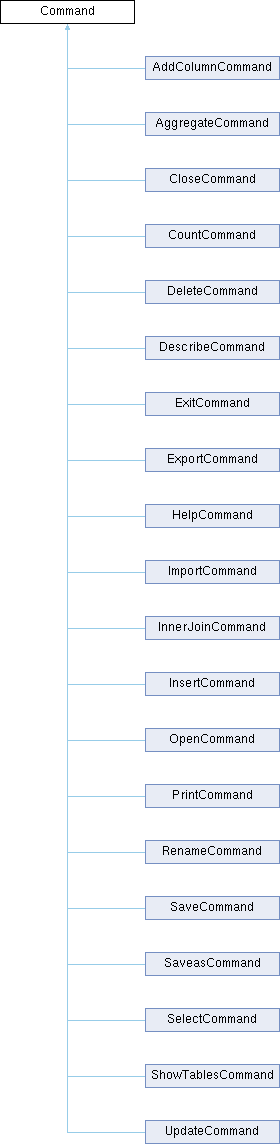 Command
AddColumnCommand
AggregateCommand
CloseCommand
CountCommand
DeleteCommand
DescribeCommand
ExitCommand
ExportCommand
HelpCommand
ImportCommand
InnerJoinCommand
InsertCommand
OpenCommand
PrintCommand
RenameCommand
SaveCommand
SaveasCommand
SelectCommand
ShowTablesCommand
UpdateCommand